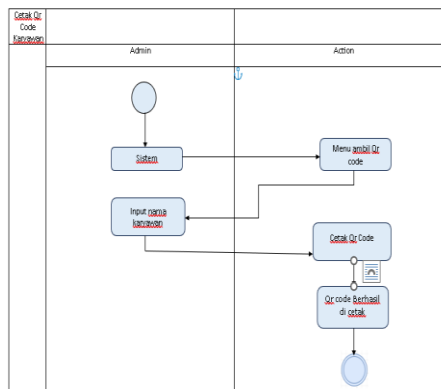 Cetak Qr
Code
Karyawan
Admin
Action
Sistem
Menu ambil Qr
code
Input nama
karyawan
Cetak Qr Code
Qr code Berhasil
di cetak